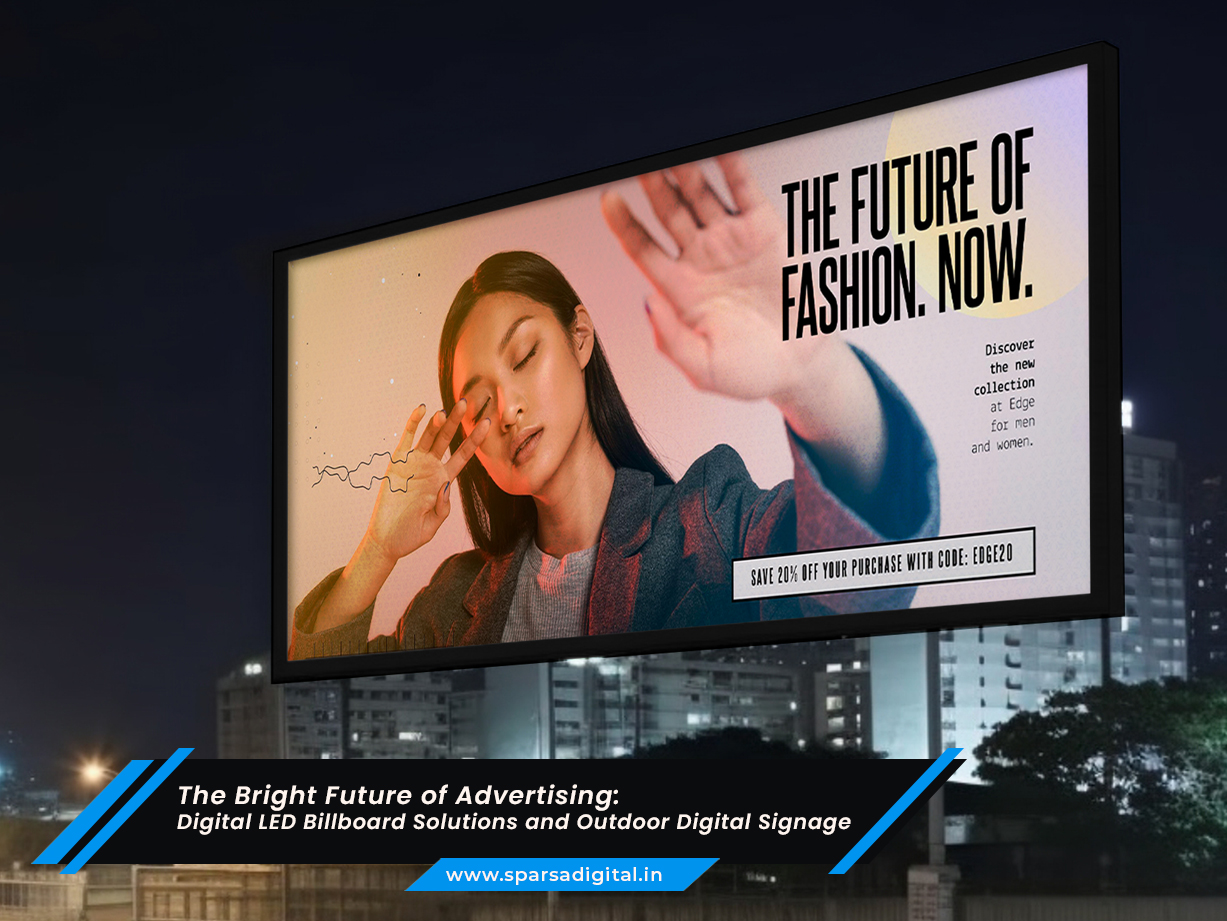 THE FUTURE OF
FASHION. NOW.
Discover
the new
collection
at Edge
for men
and women.
SAVE 20% OFF YOUR PURCHASE WITH CODE: EDGE20
The Bright Future of Advertising:
Digital LED Billboard Solutions and Outdoor Digital Signage
www.sparsadigital.in